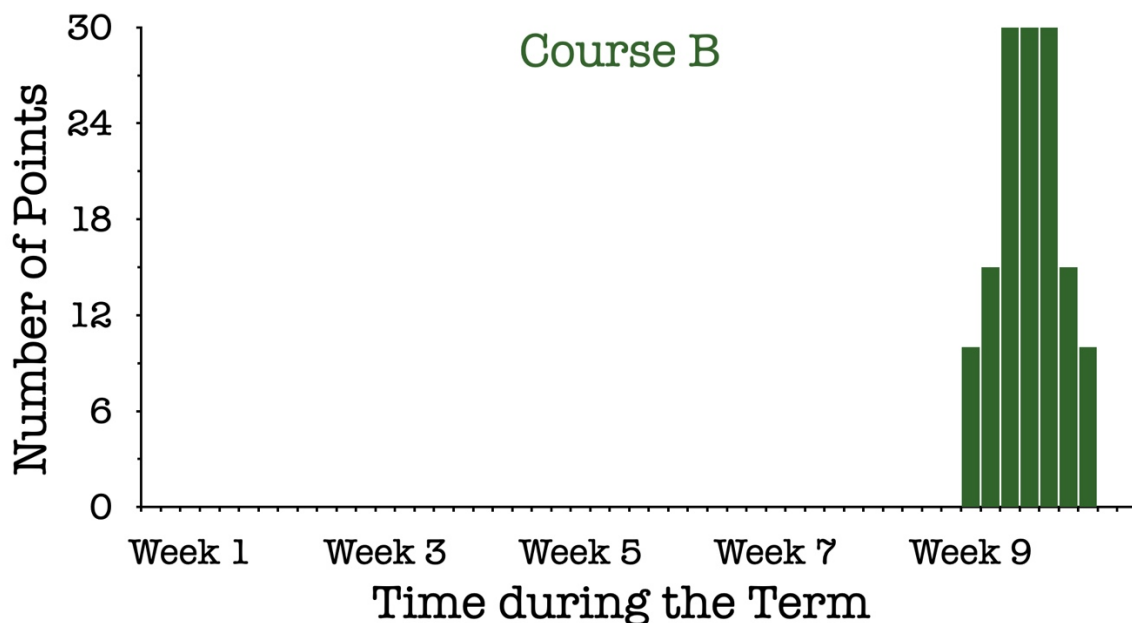 Course B
Number of Points
30
24
18
12
6
0
Week 1 Week 3 Week 5 Week 7 Week 9
Time during the Term